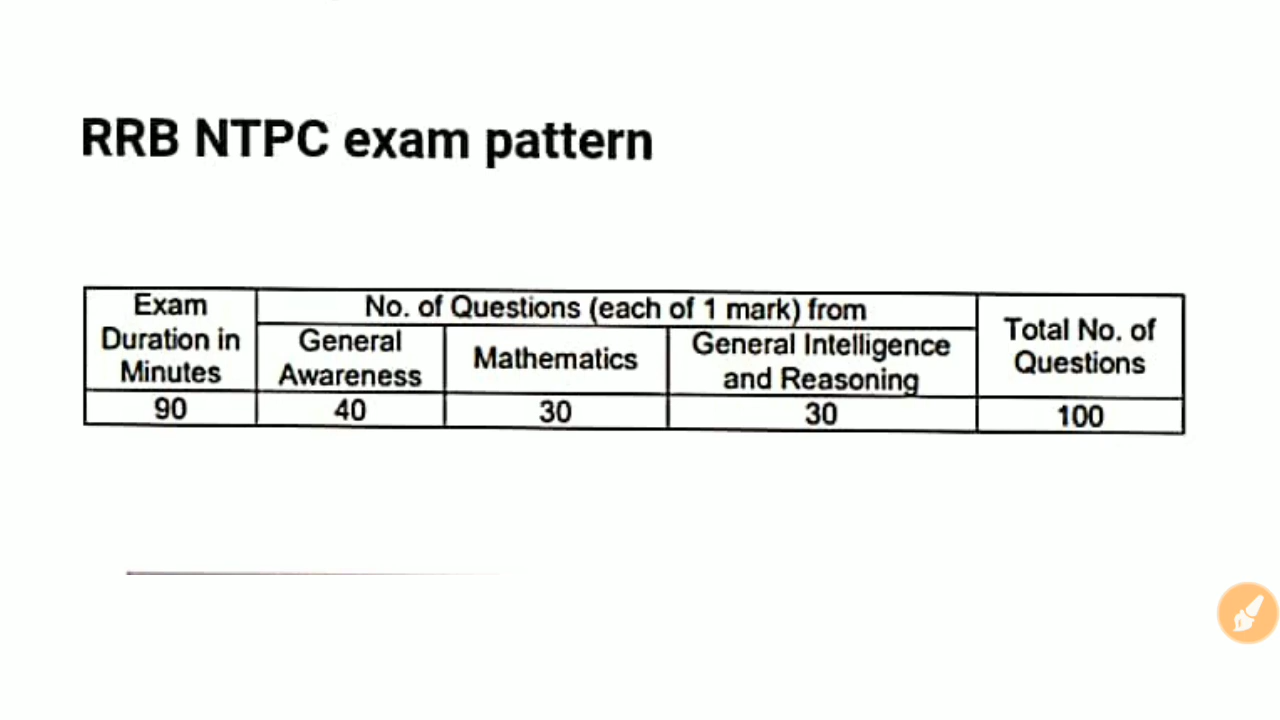 RRB NTPC exam pattern
Exam
Duration in
Minutes
No. of Questions (each of 1 mark) from
General
Awareness
Mathematics
General Intelligence
and Reasoning
Total No. of
Questions
90 40 30 30 100